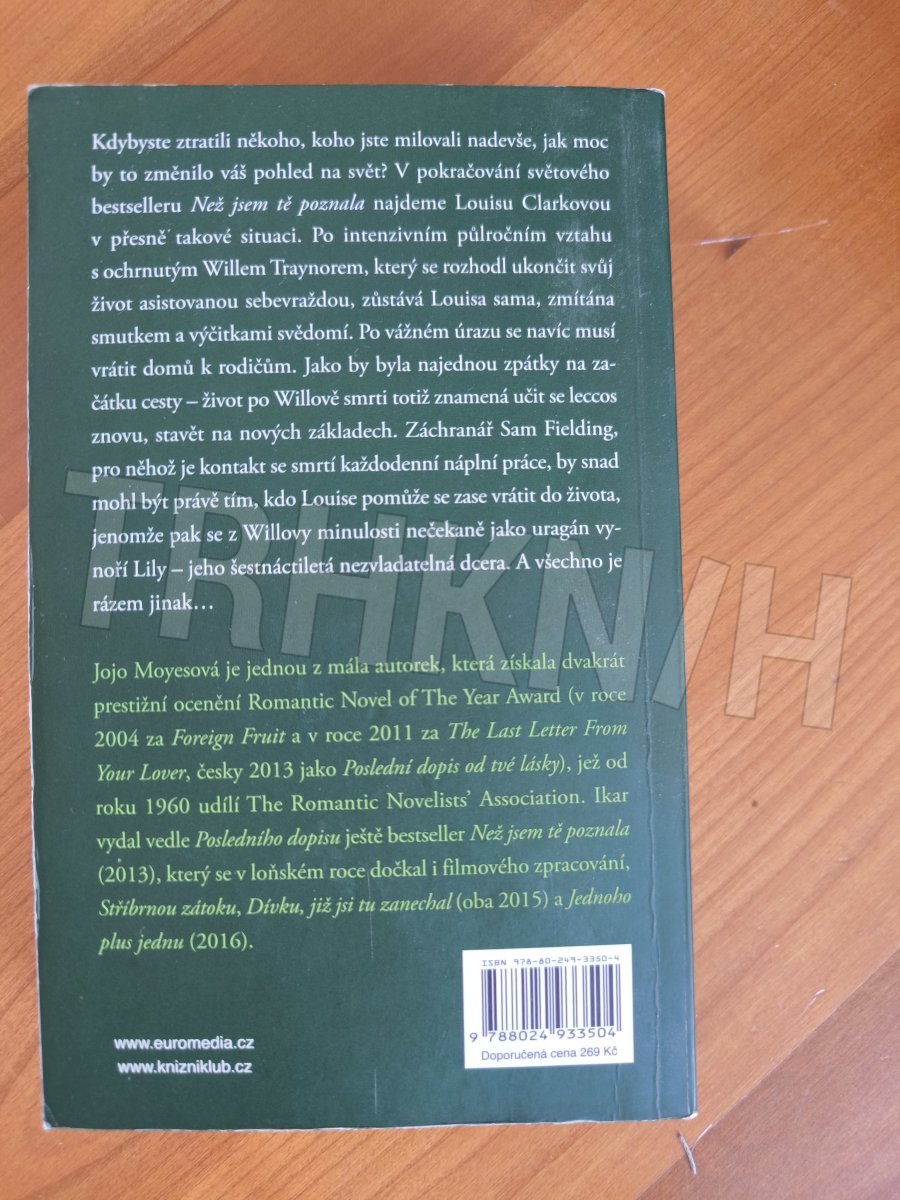 Kdybyste ztratili někoho, koho jste milovali nadevše, jak moc
by to změnilo váš pohled na svět? V pokračování světového
bestselleru Než jsem tě poznala najdeme Louisu Clarkovou
v přesně takové situaci. Po intenzivním půlročním vztahu
s ochrnutým Willem Traynorem, který se rozhodl ukončit svůj
život asistovanou sebevraždou, zůstává Louisa sama, zmítána
smutkem a výčitkami svědomí. Po vážném úrazu se navíc musí
vrátit domů k rodičům. Jako by byla najednou zpátky na za-
čátku cesty – život po Willově smrti totiž znamená učit se leccos
znovu, stavět na nových základech. Záchranář Sam Fielding,
pro něhož je kontakt se smrtí každodenní náplní práce, by snad
mohl být právě tím, kdo Louise pomůže se zase vrátit do života,
jenomže pak se z Willovy minulosti nečekaně jako uragán vy-
noří Lily – jeho šestnáctiletá nezvladatelná dcera. A všechno je
rázem jinak…
TRHKNIH
Jojo Moyesová je jednou z mála autorek, která získala dvakrát
prestižní ocenění Romantic Novel of The Year Award (v roce
2004 za Foreign Fruit a v roce 2011 za The Last Letter From
Your Lover, česky 2013 jako Poslední dopis od tvé lásky), jež od
roku 1960 udílí The Romantic Novelists' Association. Ikar
vydal vedle Posledního dopisu ještě bestseller Než jsem tě poznala
(2013), který se v loňském roce dočkal i filmového zpracování,
Stříbrnou zátoku, Dívku, již jsi tu zanechal (oba 2015) a Jednoho
plus jednu (2016).
ISBN 978-80-249-3350-4
9 788024 933504
Doporučená cena 269 Kč
www.euromedia.cz
www.knizniklub.cz